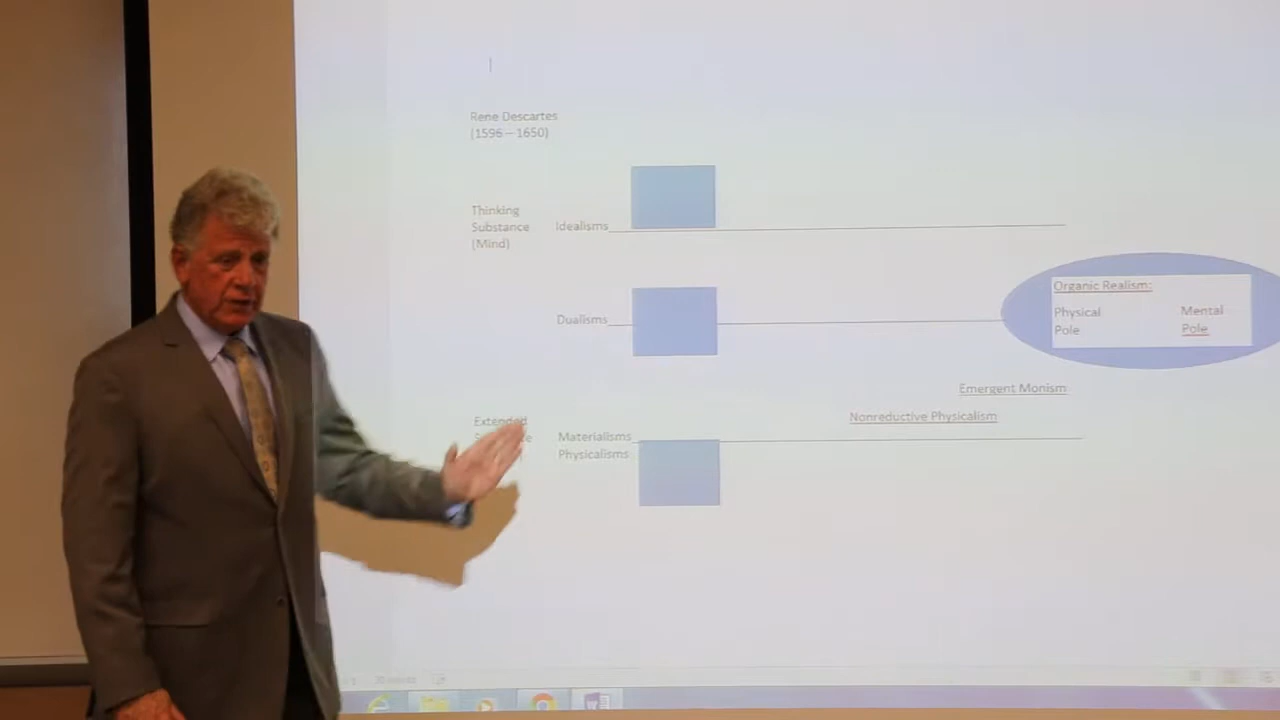 Rene Descartes
(1596 – 1650)
Thinking
Substance
(Mind)
Idealisms
Dualisms
Organic Realism:
Physical
Pole
Mental
Pole
Emergent Monism
Nonreductive Physicalism
Extended
Materialisms
Physicalisms